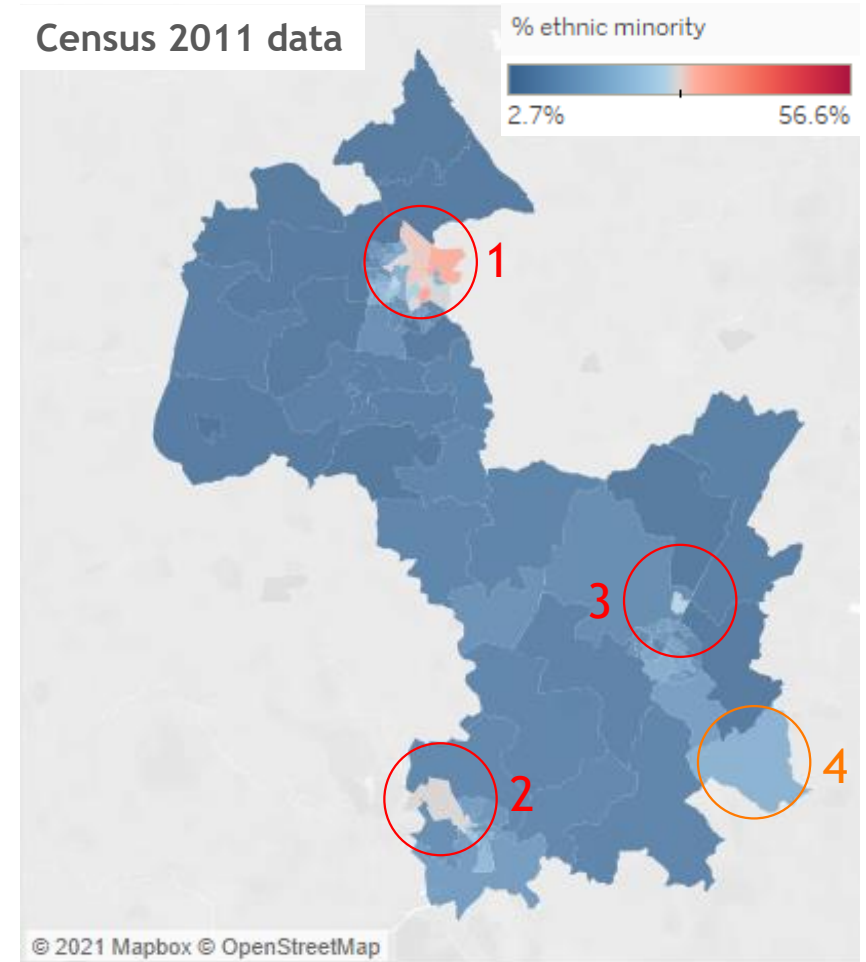 Census 2011 data
% ethnic minority
2.7% 56.6%
1
3
4
2
© 2021 Mapbox © OpenStreetMap